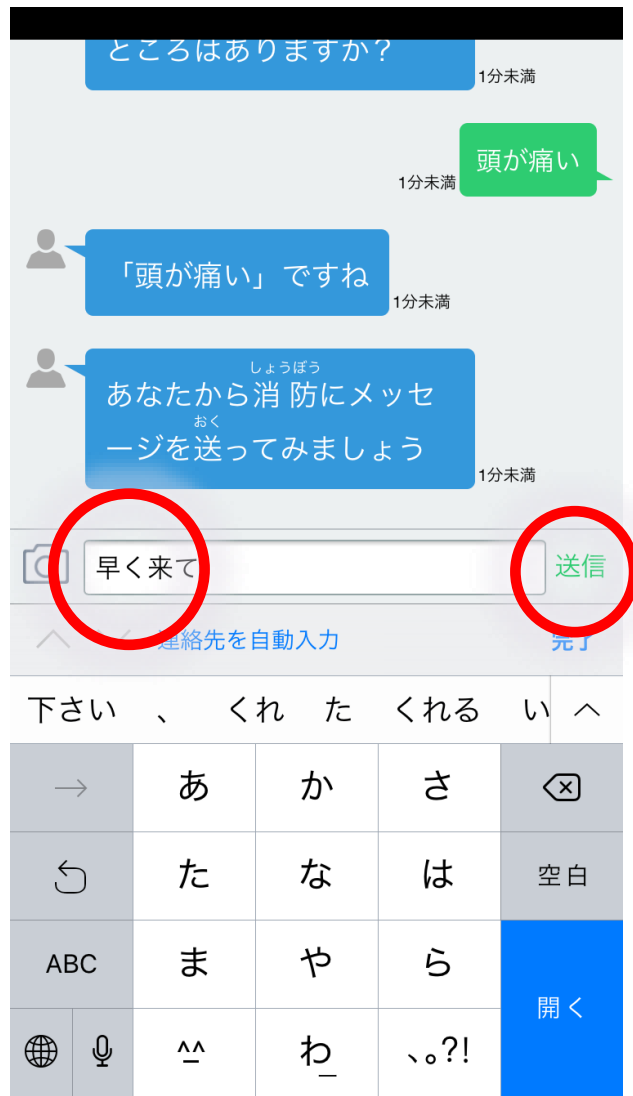 ところはありますか?
1分未満
頭が痛い
1分未満
「頭が痛い」ですね
1分未満
しょうぼう
あなたから消防にメッセ
おく
ージを送ってみましょう
1分未満
早く来て
送信
連絡先を自動入力
完了
下さい 、 くれ た くれる い
→ あ か さ
た な は 空白
ABC ま や ら
開く
^^ わ 、。?!